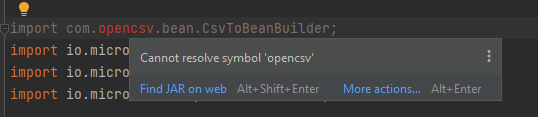 import com.opencsv.bean.CsvToBeanBuilder;
import io.micro
Cannot resolve symbol 'opencsv'
import io.micro
Find JAR on web Alt+Shift+Enter More actions... Alt+Enter
import io.micro